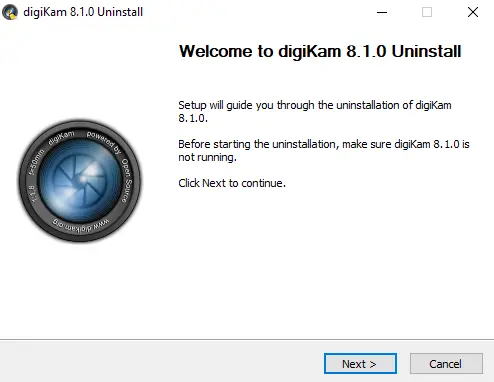 digiKam 8.1.0 Uninstall
Welcome to digiKam 8.1.0 Uninstall
Setup will guide you through the uninstallation of digiKam
8.1.0.
Before starting the uninstallation, make sure digiKam 8.1.0 is
not running.
Click Next to continue.
1:1.8 f=50mm digiKam powered by Open Source
www.digikam.org
Next >
Cancel